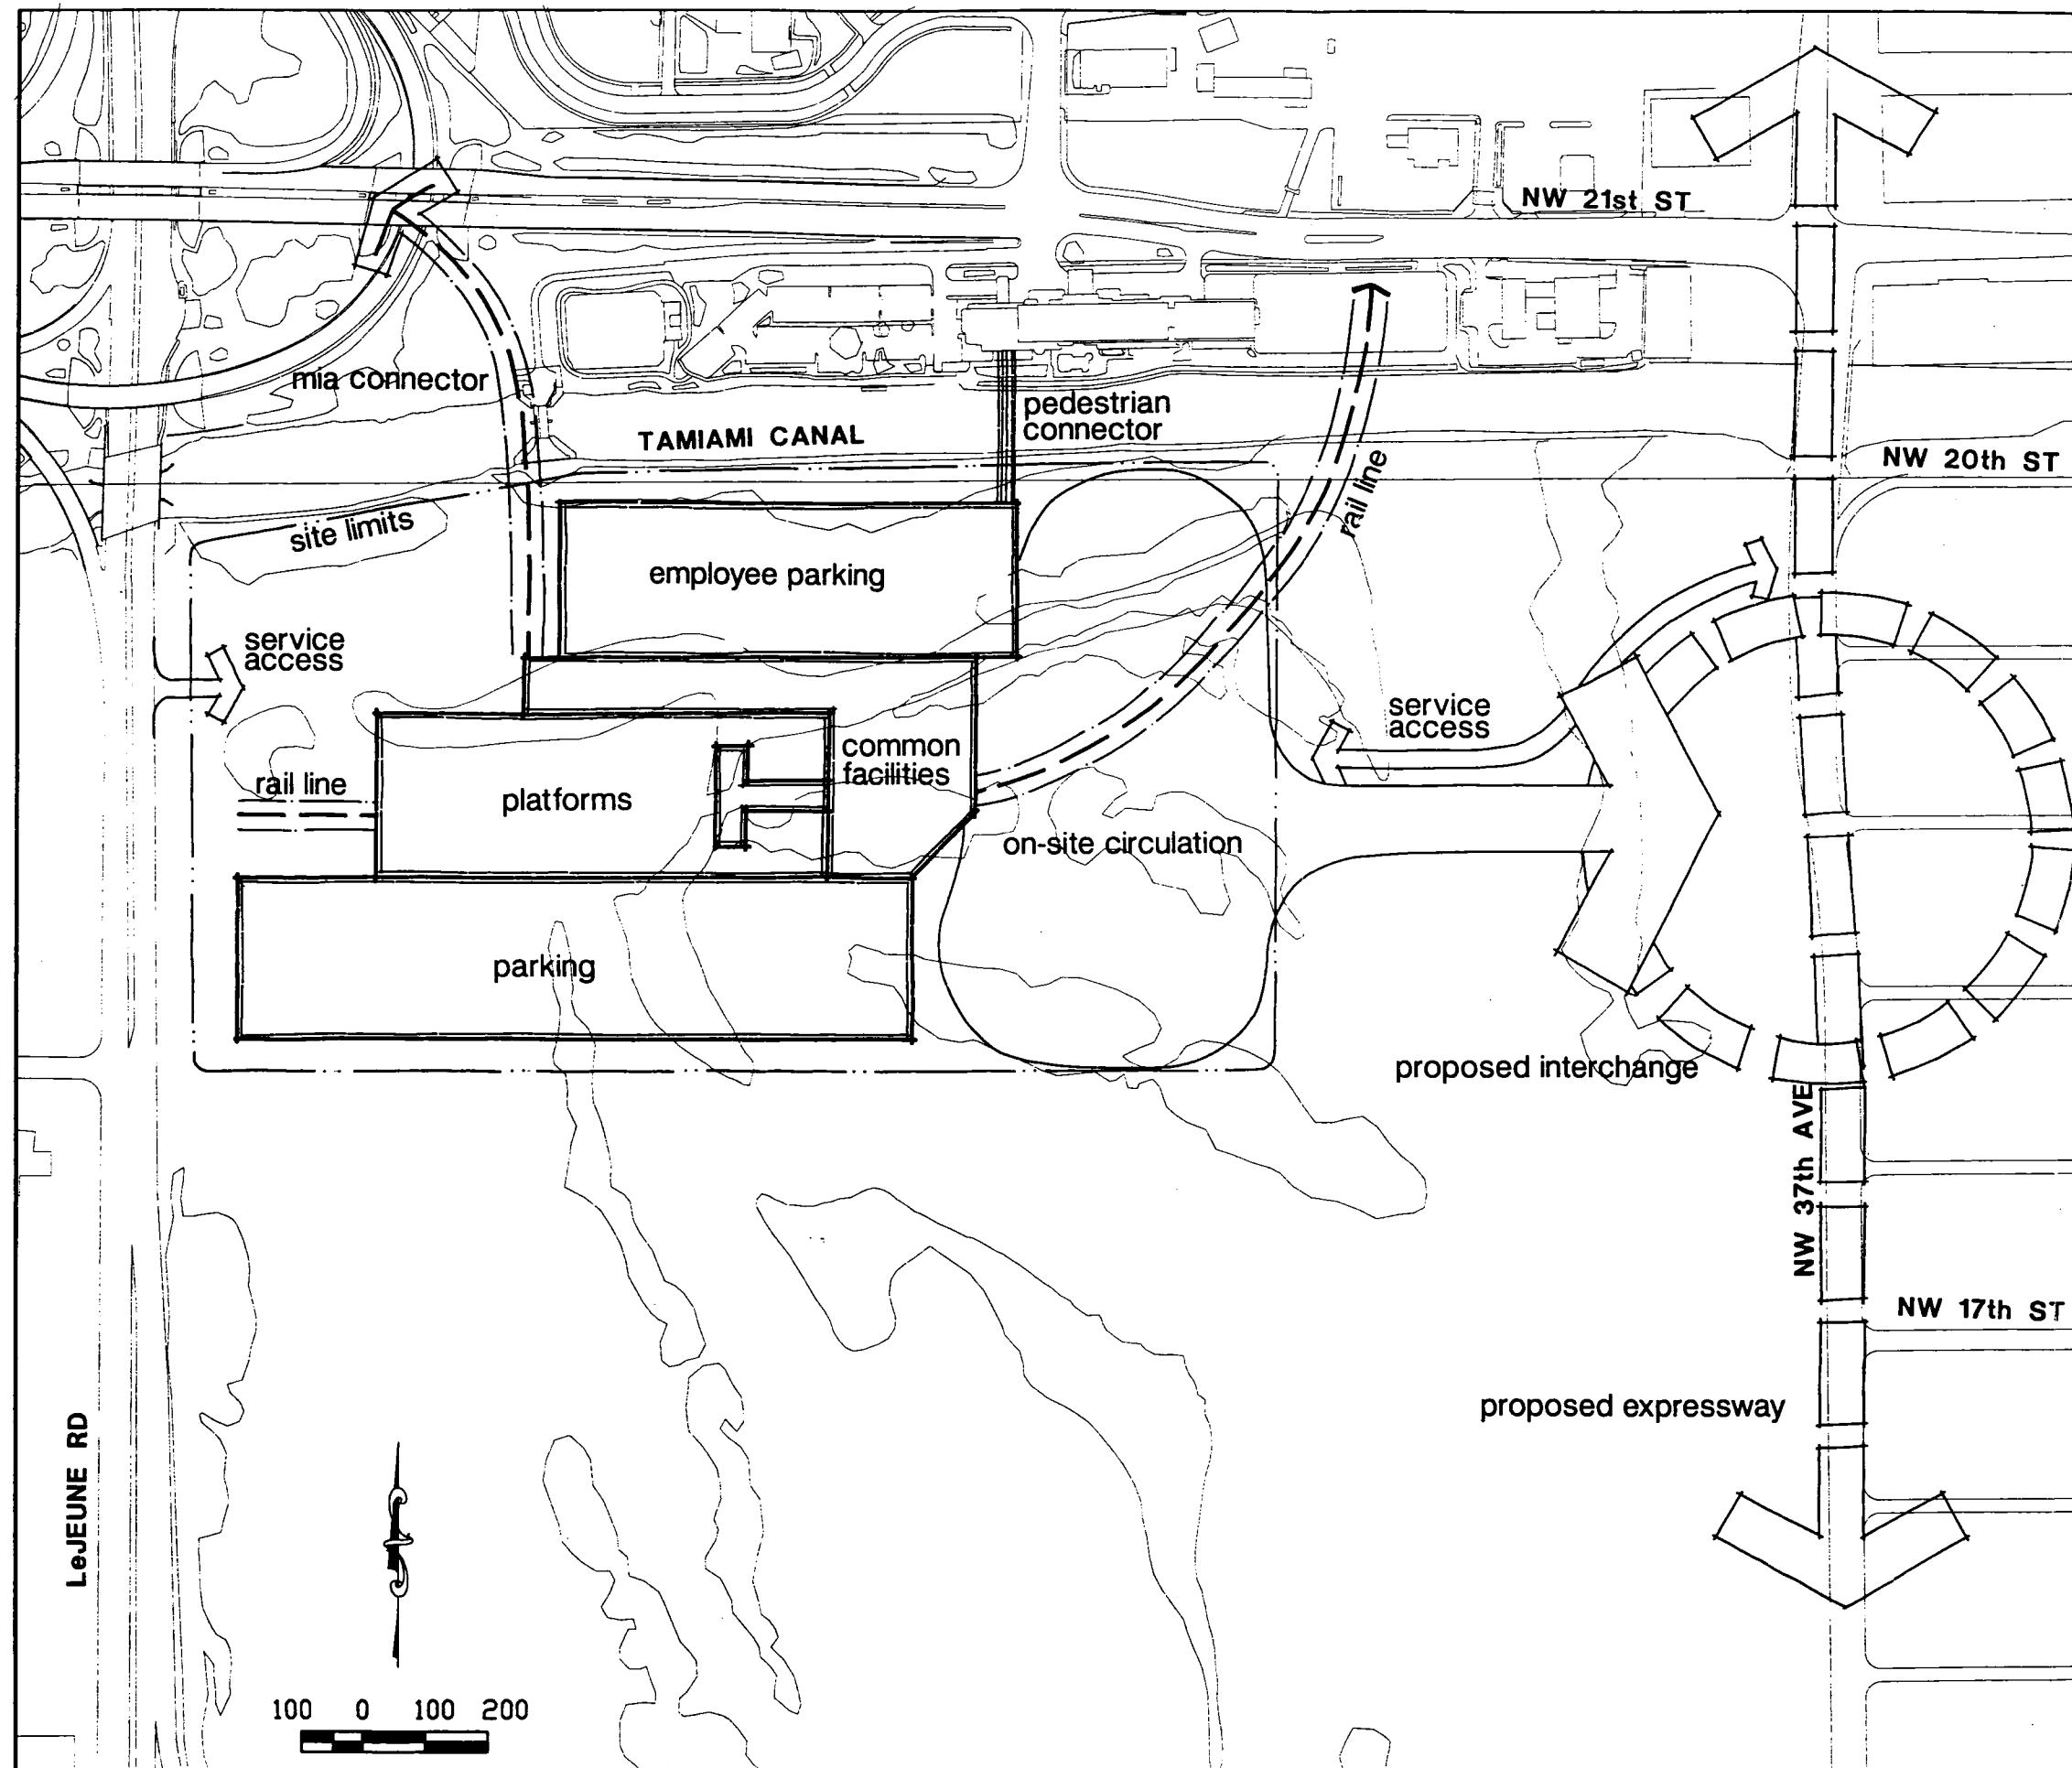 NW 21st ST
mia connector
pedestrian
connector
TAMIAMI CANAL
NW 20th ST
rail line
site limits
employee parking
service
access
service
access
common
facilities
rail line
platforms
on-site circulation
parking
proposed interchange
NW 37th AVE
NW 17th ST
proposed expressway
LeJEUNE RD
100 0 100 200